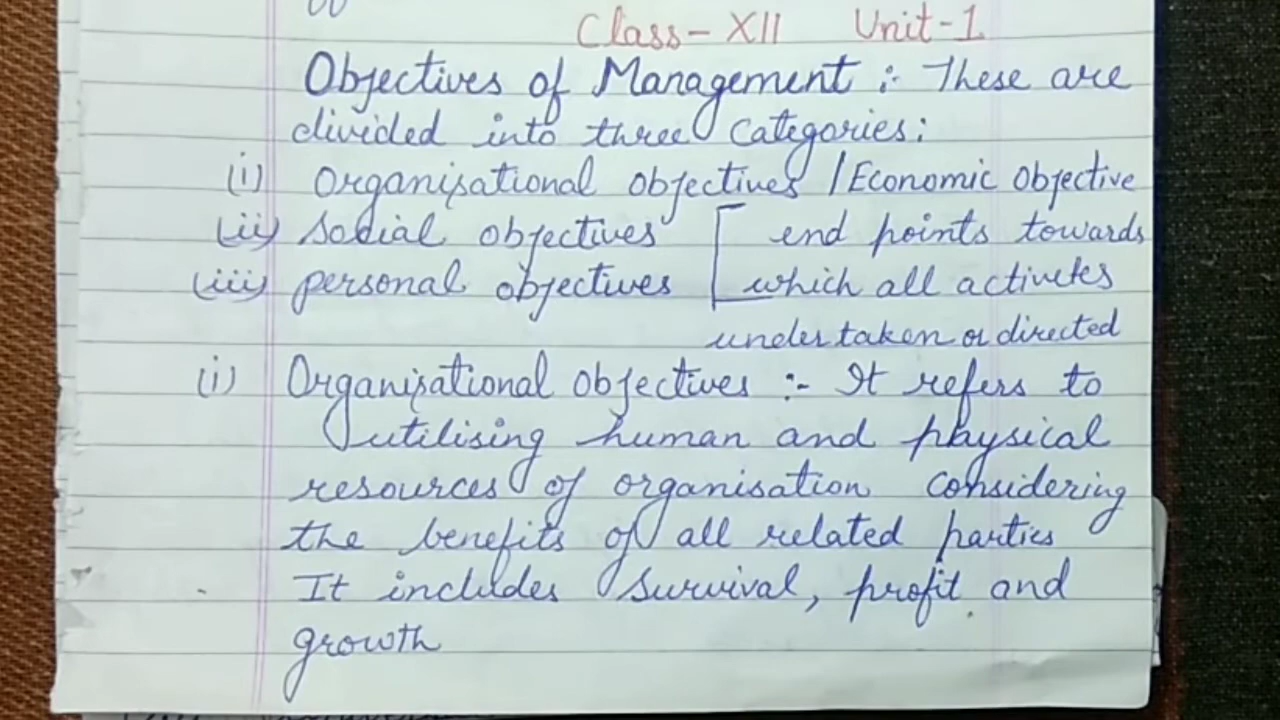 Class- XII Unit-1
Objectives of Management :- These are
divided into three categories:
(i) Organisational objectives / Economic Objective
(ii) Social objectives [ end points towards
(iii) personal objectives which all activetes
undertaken or directed
(i) Organisational objectives :- It refers to
utilising human and physical
resources of organisation considering
the benefits of all related parties
It includes survival, profit and
growth